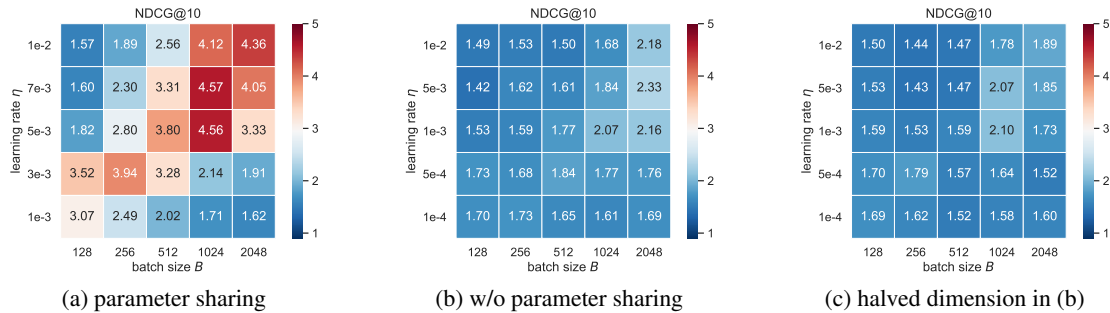 NDCG@10
learning rate η
1e-2 1.57 1.89 2.56 4.12 4.36
7e-3 1.60 2.30 3.31 4.57 4.05
5e-3 1.82 2.80 3.80 4.56 3.33
3e-3 3.52 3.94 3.28 2.14 1.91
1e-3 3.07 2.49 2.02 1.71 1.62
128 256 512 1024 2048
batch size B
5
4
3
2
1
(a) parameter sharing
NDCG@10
learning rate η
1e-2 1.49 1.53 1.50 1.68 2.18
5e-3 1.42 1.62 1.61 1.84 2.33
1e-3 1.53 1.59 1.77 2.07 2.16
5e-4 1.73 1.68 1.84 1.77 1.76
1e-4 1.70 1.73 1.65 1.61 1.69
128 256 512 1024 2048
batch size B
5
4
3
2
1
(b) w/o parameter sharing
NDCG@10
learning rate η
1e-2 1.50 1.44 1.47 1.78 1.89
5e-3 1.53 1.43 1.47 2.07 1.85
1e-3 1.59 1.53 1.59 2.10 1.73
5e-4 1.70 1.79 1.57 1.64 1.52
1e-4 1.69 1.62 1.52 1.58 1.60
128 256 512 1024 2048
batch size B
5
4
3
2
1
(c) halved dimension in (b)